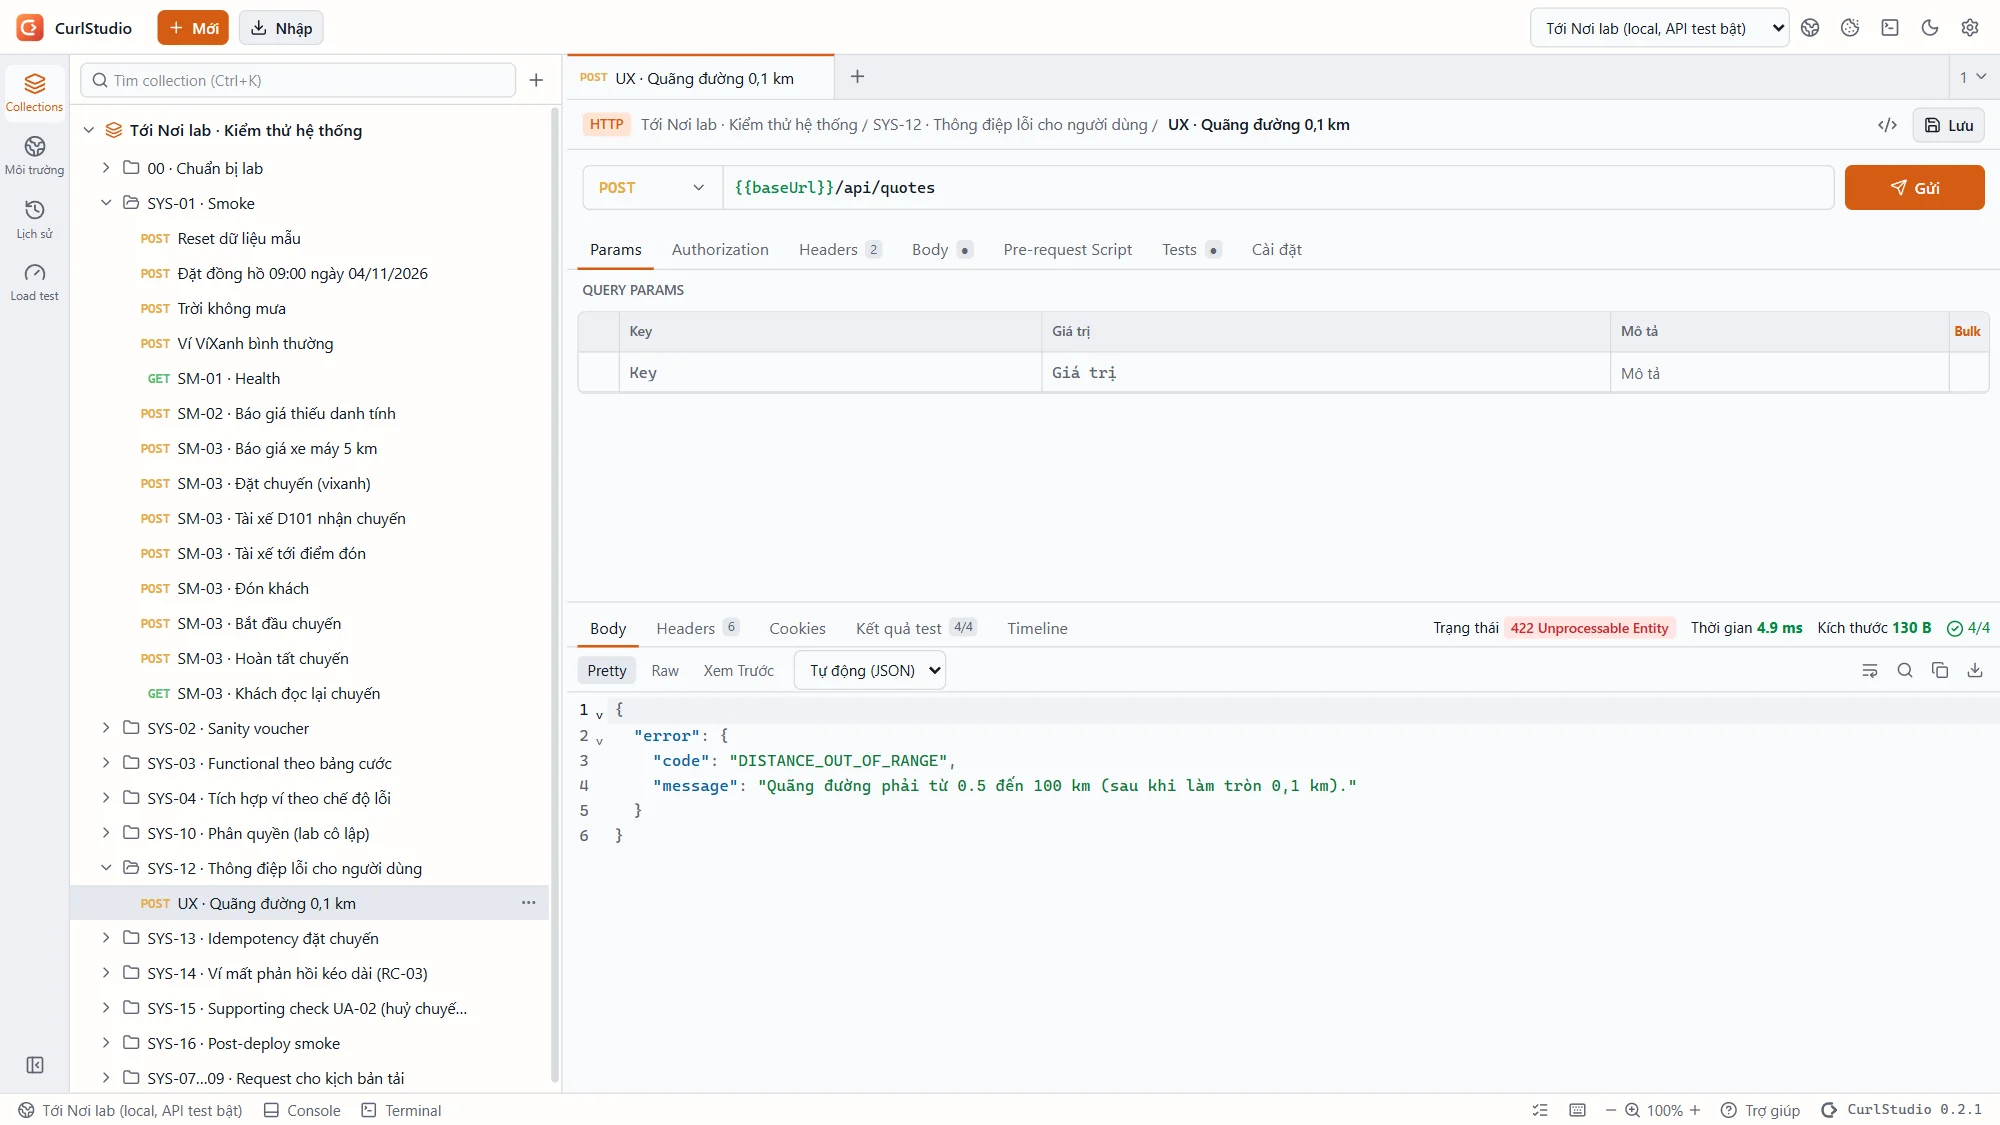 CurlStudio
Mới
Nhập
Tới Nơi lab (local, API test bật)
Collections
Môi trường
Lịch sử
Load test
Tìm collection (Ctrl+K)
Tới Nơi lab · Kiểm thử hệ thống
00 · Chuẩn bị lab
SYS-01 · Smoke
POST Reset dữ liệu mẫu
POST Đặt đồng hồ 09:00 ngày 04/11/2026
POST Trời không mưa
POST Ví VíXanh bình thường
GET SM-01 · Health
POST SM-02 · Báo giá thiếu danh tính
POST SM-03 · Báo giá xe máy 5 km
POST SM-03 · Đặt chuyến (vixanh)
POST SM-03 · Tài xế D101 nhận chuyến
POST SM-03 · Tài xế tới điểm đón
POST SM-03 · Đón khách
POST SM-03 · Bắt đầu chuyến
POST SM-03 · Hoàn tất chuyến
GET SM-03 · Khách đọc lại chuyến
SYS-02 · Sanity voucher
SYS-03 · Functional theo bảng cước
SYS-04 · Tích hợp ví theo chế độ lỗi
SYS-10 · Phân quyền (lab cô lập)
SYS-12 · Thông điệp lỗi cho người dùng
POST UX · Quãng đường 0,1 km
SYS-13 · Idempotency đặt chuyến
SYS-14 · Ví mất phản hồi kéo dài (RC-03)
SYS-15 · Supporting check UA-02 (huỷ chuyế...
SYS-16 · Post-deploy smoke
SYS-07...09 · Request cho kịch bản tải
POST UX · Quãng đường 0,1 km
1
HTTP Tới Nơi lab · Kiểm thử hệ thống / SYS-12 · Thông điệp lỗi cho người dùng / UX · Quãng đường 0,1 km
Lưu
POST {{baseUrl}}/api/quotes
Gửi
Params Authorization Headers 2 Body Pre-request Script Tests Cài đặt
QUERY PARAMS
Key Giá trị Mô tả Bulk
Key Giá trị Mô tả
Body Headers 6 Cookies Kết quả test 4/4 Timeline
Trạng thái 422 Unprocessable Entity Thời gian 4.9 ms Kích thước 130 B 4/4
Pretty Raw Xem Trước Tự động (JSON)
1 {
2 "error": {
3 "code": "DISTANCE_OUT_OF_RANGE",
4 "message": "Quãng đường phải từ 0.5 đến 100 km (sau khi làm tròn 0,1 km)."
5 }
6 }
Tới Nơi lab (local, API test bật) Console Terminal
100% Trợ giúp CurlStudio 0.2.1